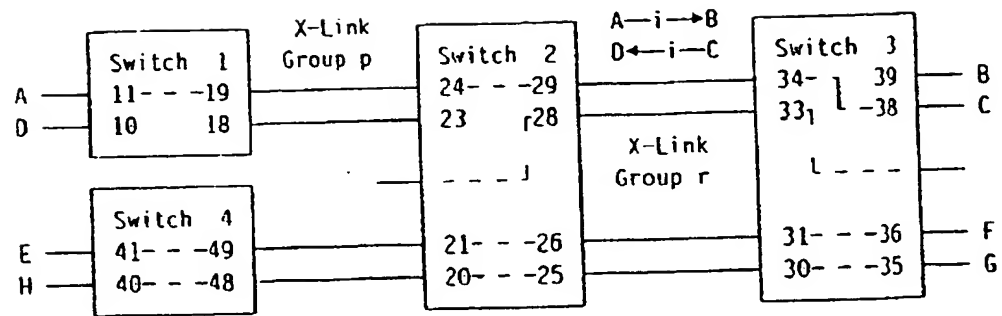 X-Link
Group p
A—i→B
D←i—C
Switch 1
11- - -19
10 18
A
D
Switch 2
24- - -29
23 ┌28
- - - ┘
21- - -26
20- - -25
X-Link
Group r
Switch 3
34- ┐ 39
33┐ └ -38
└ - - -
31- - -36
30- - -35
B
C
F
G
Switch 4
41- - -49
40- - -48
E
H